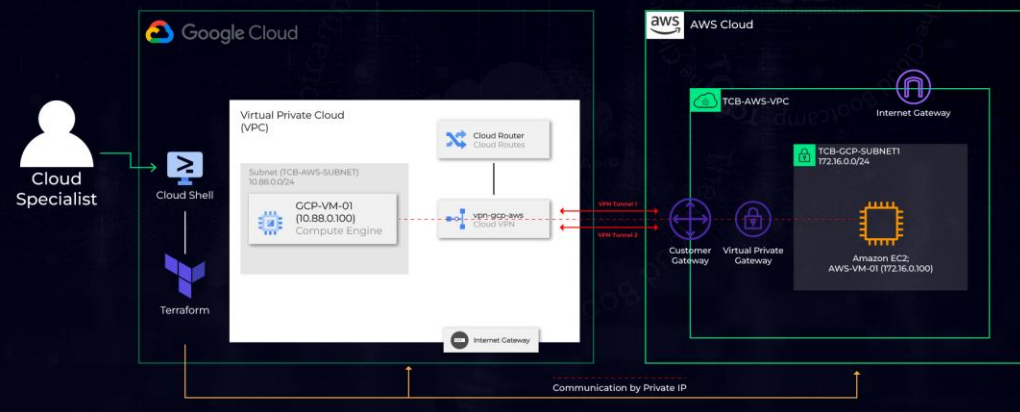 Google Cloud
aws
AWS Cloud
Cloud
Specialist
Cloud Shell
Terraform
Virtual Private Cloud
(VPC)
Subnet (TCB-AWS-SUBNET)
10.88.0.0/24
GCP-VM-01
(10.88.0.100)
Compute Engine
Cloud Router
Cloud Routes
vpn-gcp-aws
Cloud VPN
Internet Gateway
VPN Tunnel 1
VPN Tunnel 2
TCB-AWS-VPC
Internet Gateway
TCB-GCP-SUBNET1
172.16.0.0/24
Customer
Gateway
Virtual Private
Gateway
Amazon EC2;
AWS-VM-01 (172.16.0.100)
Communication by Private IP
The Cloud Bootcamp